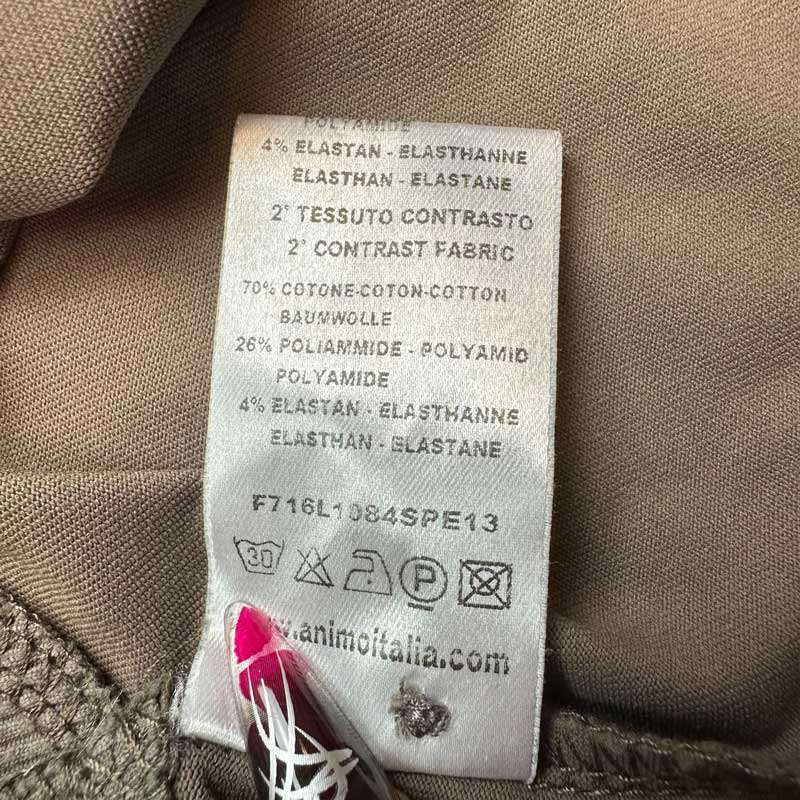 POLYAMIDE
4% ELASTAN - ELASTHANNE
ELASTHAN - ELASTANE
2° TESSUTO CONTRASTO
2° CONTRAST FABRIC
70% COTONE-COTON-COTTON
BAUMWOLLE
26% POLIAMMIDE - POLYAMID
POLYAMIDE
4% ELASTAN - ELASTHANNE
ELASTHAN - ELASTANE
F716L1084SPE13
30 P
w.animoitalia.com